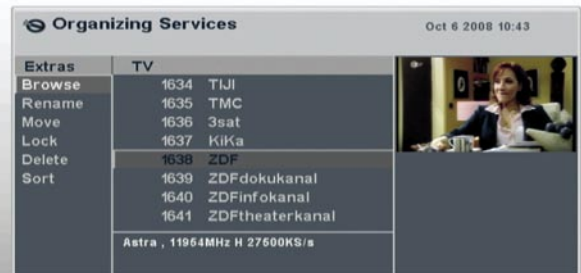 Organizing Services
Oct 6 2008 10:43
Extras
TV
Browse
Rename
Move
Lock
Delete
Sort
1634 TIJI
1635 TMC
1636 3sat
1637 KiKa
1638 ZDF
1639 ZDFdokukanal
1640 ZDFinfokanal
1641 ZDFtheaterkanal
Astra , 11954MHz H 27500KS/s